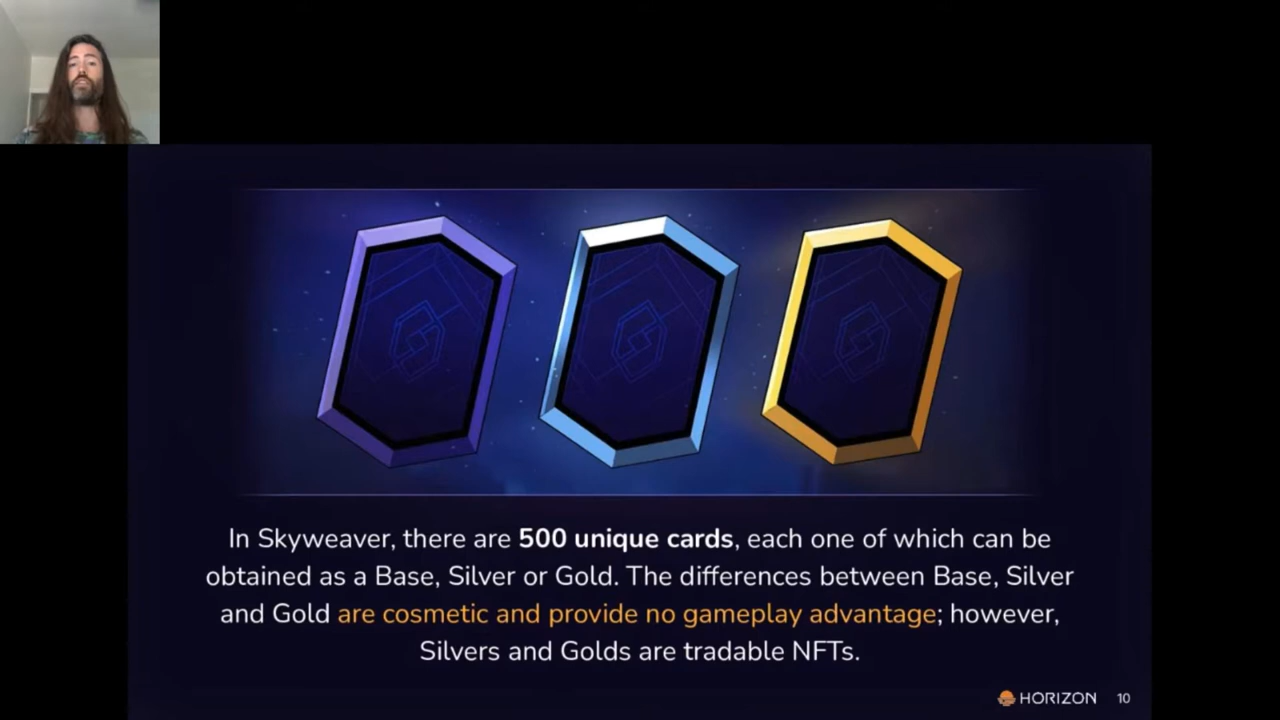 In Skyweaver, there are 500 unique cards, each one of which can be
obtained as a Base, Silver or Gold. The differences between Base, Silver
and Gold are cosmetic and provide no gameplay advantage; however,
Silvers and Golds are tradable NFTs.
HORIZON 10